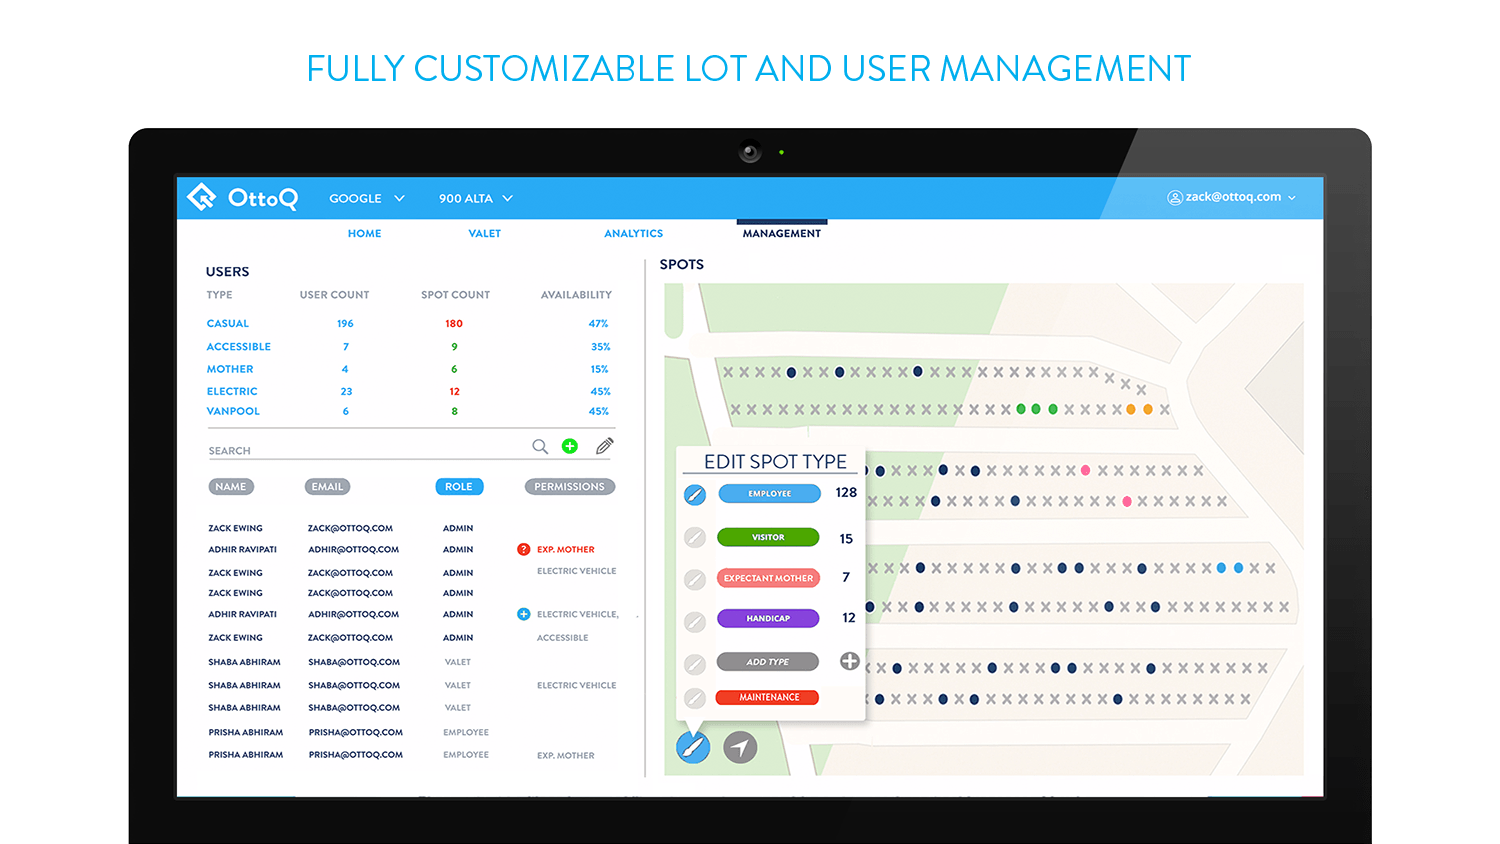 FULLY CUSTOMIZABLE LOT AND USER MANAGEMENT
OttoQ GOOGLE 900 ALTA zack@ottoq.com
HOME VALET ANALYTICS MANAGEMENT
USERS
TYPE USER COUNT SPOT COUNT AVAILABILITY
CASUAL 196 180 47%
ACCESSIBLE 7 9 35%
MOTHER 4 6 15%
ELECTRIC 23 12 45%
VANPOOL 6 8 45%
SEARCH
NAME EMAIL ROLE PERMISSIONS
ZACK EWING ZACK@OTTOQ.COM ADMIN
ADHIR RAVIPATI ADHIR@OTTOQ.COM ADMIN ? EXP. MOTHER
ZACK EWING ZACK@OTTOQ.COM ADMIN ELECTRIC VEHICLE
ZACK EWING ZACK@OTTOQ.COM ADMIN
ADHIR RAVIPATI ADHIR@OTTOQ.COM ADMIN ELECTRIC VEHICLE,
ZACK EWING ZACK@OTTOQ.COM ADMIN ACCESSIBLE
SHABA ABHIRAM SHABA@OTTOQ.COM VALET
SHABA ABHIRAM SHABA@OTTOQ.COM VALET ELECTRIC VEHICLE
SHABA ABHIRAM SHABA@OTTOQ.COM VALET
PRISHA ABHIRAM PRISHA@OTTOQ.COM EMPLOYEE
PRISHA ABHIRAM PRISHA@OTTOQ.COM EMPLOYEE EXP. MOTHER
SPOTS
EDIT SPOT TYPE
EMPLOYEE 128
VISITOR 15
EXPECTANT MOTHER 7
HANDICAP 12
ADD TYPE
MAINTENANCE